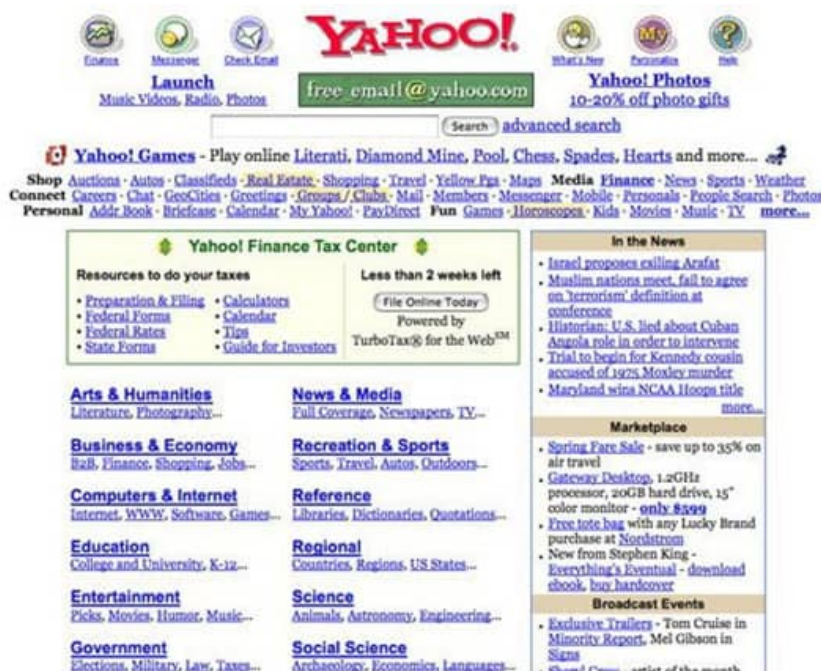 YAHOO!
Finance Messenger Check Email
What's New Personalize Help
Launch
Music Videos, Radio, Photos
free email@yahoo.com
Yahoo! Photos
10-20% off photo gifts
Search advanced search
Yahoo! Games - Play online Literati, Diamond Mine, Pool, Chess, Spades, Hearts and more...
Shop Auctions - Autos - Classifieds - Real Estate - Shopping - Travel - Yellow Pgs - Maps Media Finance - News - Sports - Weather
Connect Careers - Chat - GeoCities - Greetings - Groups / Clubs - Mail - Members - Messenger - Mobile - Personals - People Search - Photos
Personal Addr Book - Briefcase - Calendar - My Yahoo! - PayDirect Fun Games - Horoscopes - Kids - Movies - Music - TV more...
Yahoo! Finance Tax Center
Resources to do your taxes
• Preparation & Filing • Calculators
• Federal Forms • Calendar
• Federal Rates • Tips
• State Forms • Guide for Investors
Less than 2 weeks left
File Online Today
Powered by
TurboTax® for the Web SM
Arts & Humanities
Literature, Photography...
News & Media
Full Coverage, Newspapers, TV...
Business & Economy
B2B, Finance, Shopping, Jobs...
Recreation & Sports
Sports, Travel, Autos, Outdoors...
Computers & Internet
Internet, WWW, Software, Games...
Reference
Libraries, Dictionaries, Quotations...
Education
College and University, K-12...
Regional
Countries, Regions, US States...
Entertainment
Picks, Movies, Humor, Music...
Science
Animals, Astronomy, Engineering...
Government
Elections, Military, Law, Taxes...
Social Science
Archaeology, Economics, Languages...
In the News
• Israel proposes exiling Arafat
• Muslim nations meet, fail to agree
on 'terrorism' definition at
conference
• Historian: U.S. lied about Cuban
Angola role in order to intervene
• Trial to begin for Kennedy cousin
accused of 1975 Moxley murder
• Maryland wins NCAA Hoops title
more...
Marketplace
• Spring Fare Sale - save up to 35% on
air travel
• Gateway Desktop, 1.2GHz
processor, 20GB hard drive, 15"
color monitor - only $599
• Free tote bag with any Lucky Brand
purchase at Nordstrom
• New from Stephen King -
Everything's Eventual - download
ebook, buy hardcover
Broadcast Events
• Exclusive Trailers - Tom Cruise in
Minority Report, Mel Gibson in
Signs
• Sheryl Crow - artist of the month